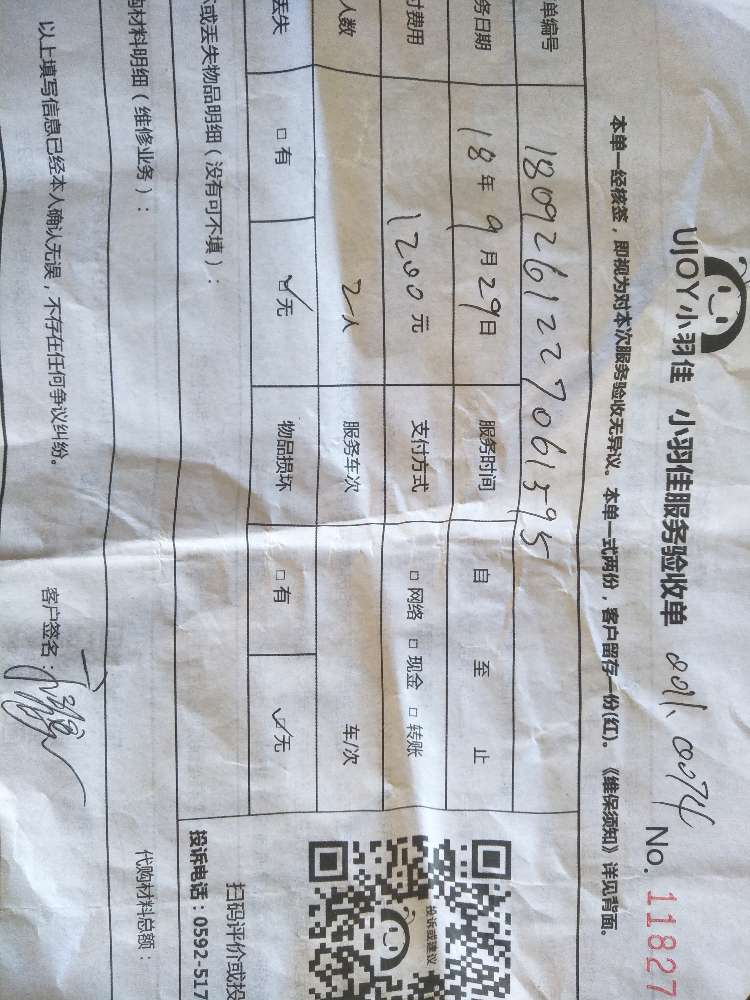 UJOY小羽佳 小羽佳服务验收单 No. 11827
本单一经核签，即视为对本次服务验收无异议。本单一式两份，客户留存一份(红)。《维保须知》详见背面。
单编号 180926122706 1595
务日期 18年9月29日 服务时间 自 至 止
付费用 1200元 支付方式 □网络 □现金 □转账
人数 2人 服务车次 车/次
丢失 □有 ☑无 物品损坏 □有 ☑无
或丢失物品明细（没有可不填）：
投诉或建议
扫码评价或投
投诉电话：0592-517
购材料明细（维修业务）： 代购材料总额：
以上填写信息已经本人确认无误，不存在任何争议纠纷。 客户签名：